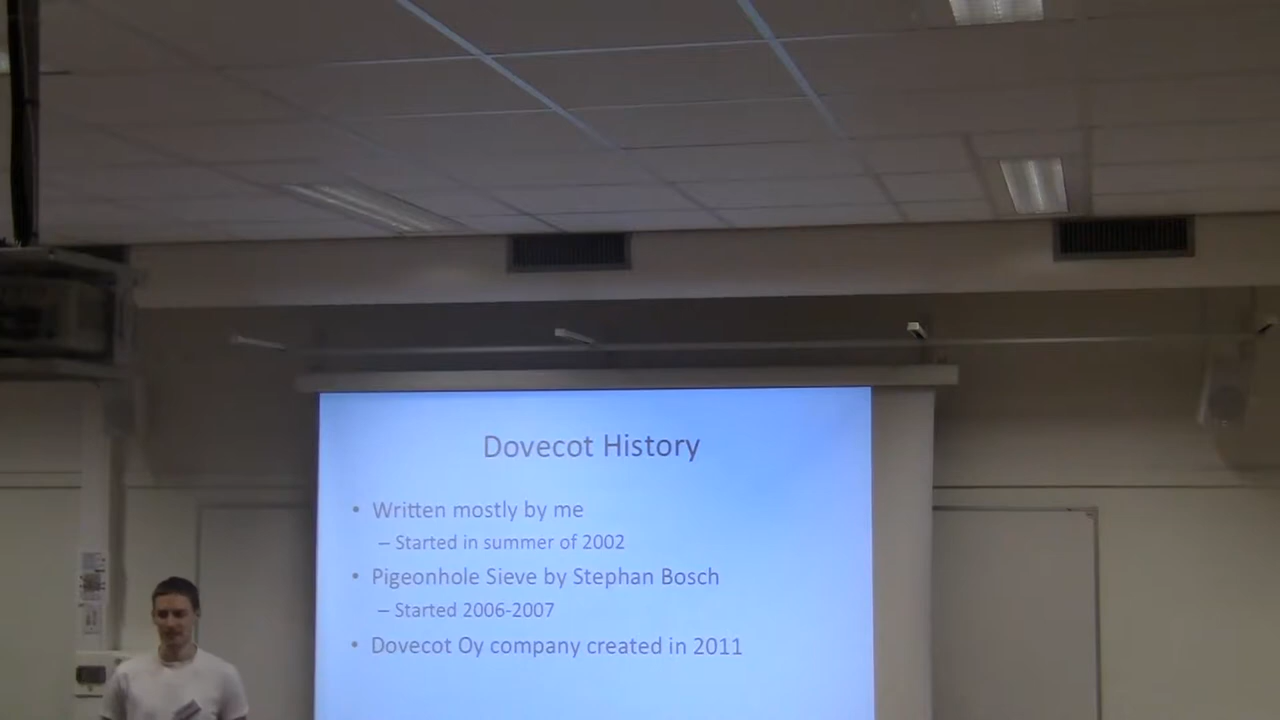 Dovecot History
• Written mostly by me
– Started in summer of 2002
• Pigeonhole Sieve by Stephan Bosch
– Started 2006-2007
• Dovecot Oy company created in 2011